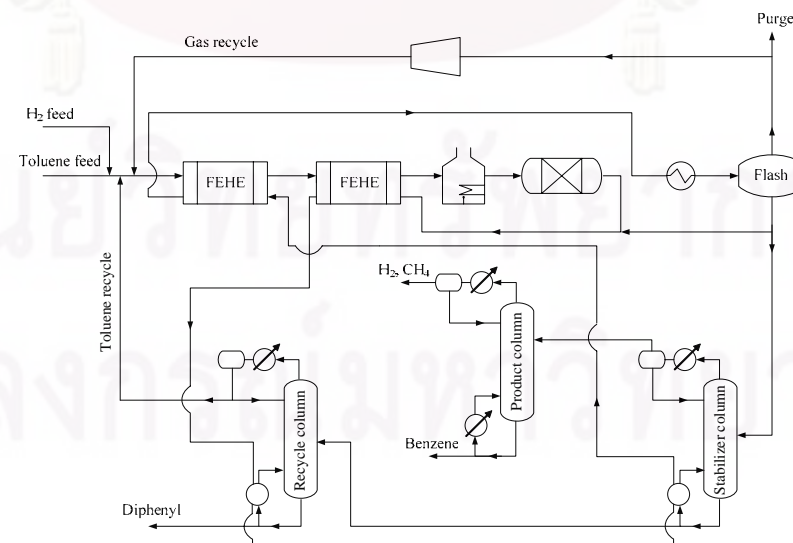 Purge
Gas recycle
H₂ feed
Toluene feed
FEHE
FEHE
Flash
Toluene recycle
H₂, CH₄
Product column
Benzene
Recycle column
Stabilizer column
Diphenyl